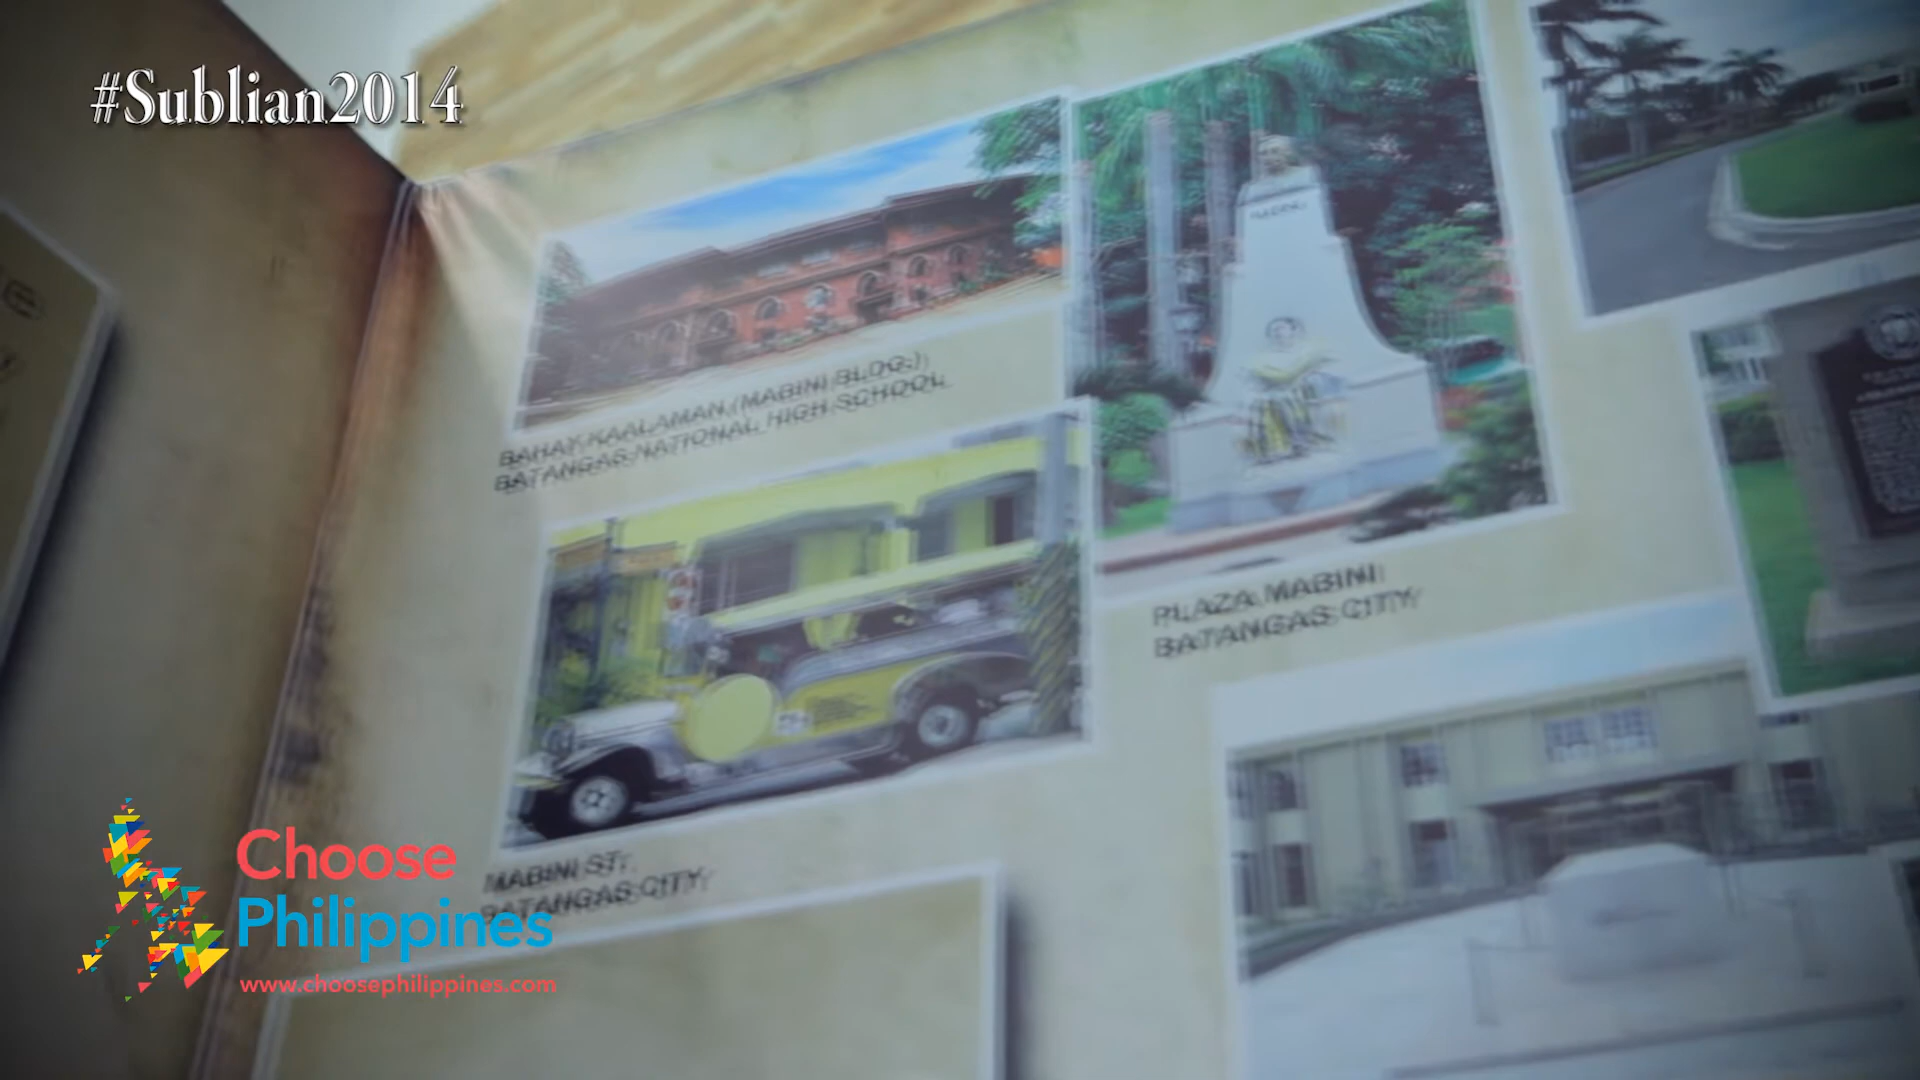 #Sublian2014
BAHAY KAALAMAN (MABINI BLDG.)
BATANGAS NATIONAL HIGH SCHOOL
MABINI
PLAZA MABINI
BATANGAS CITY
MABINI ST.
BATANGAS CITY
Choose
Philippines
www.choosephilippines.com